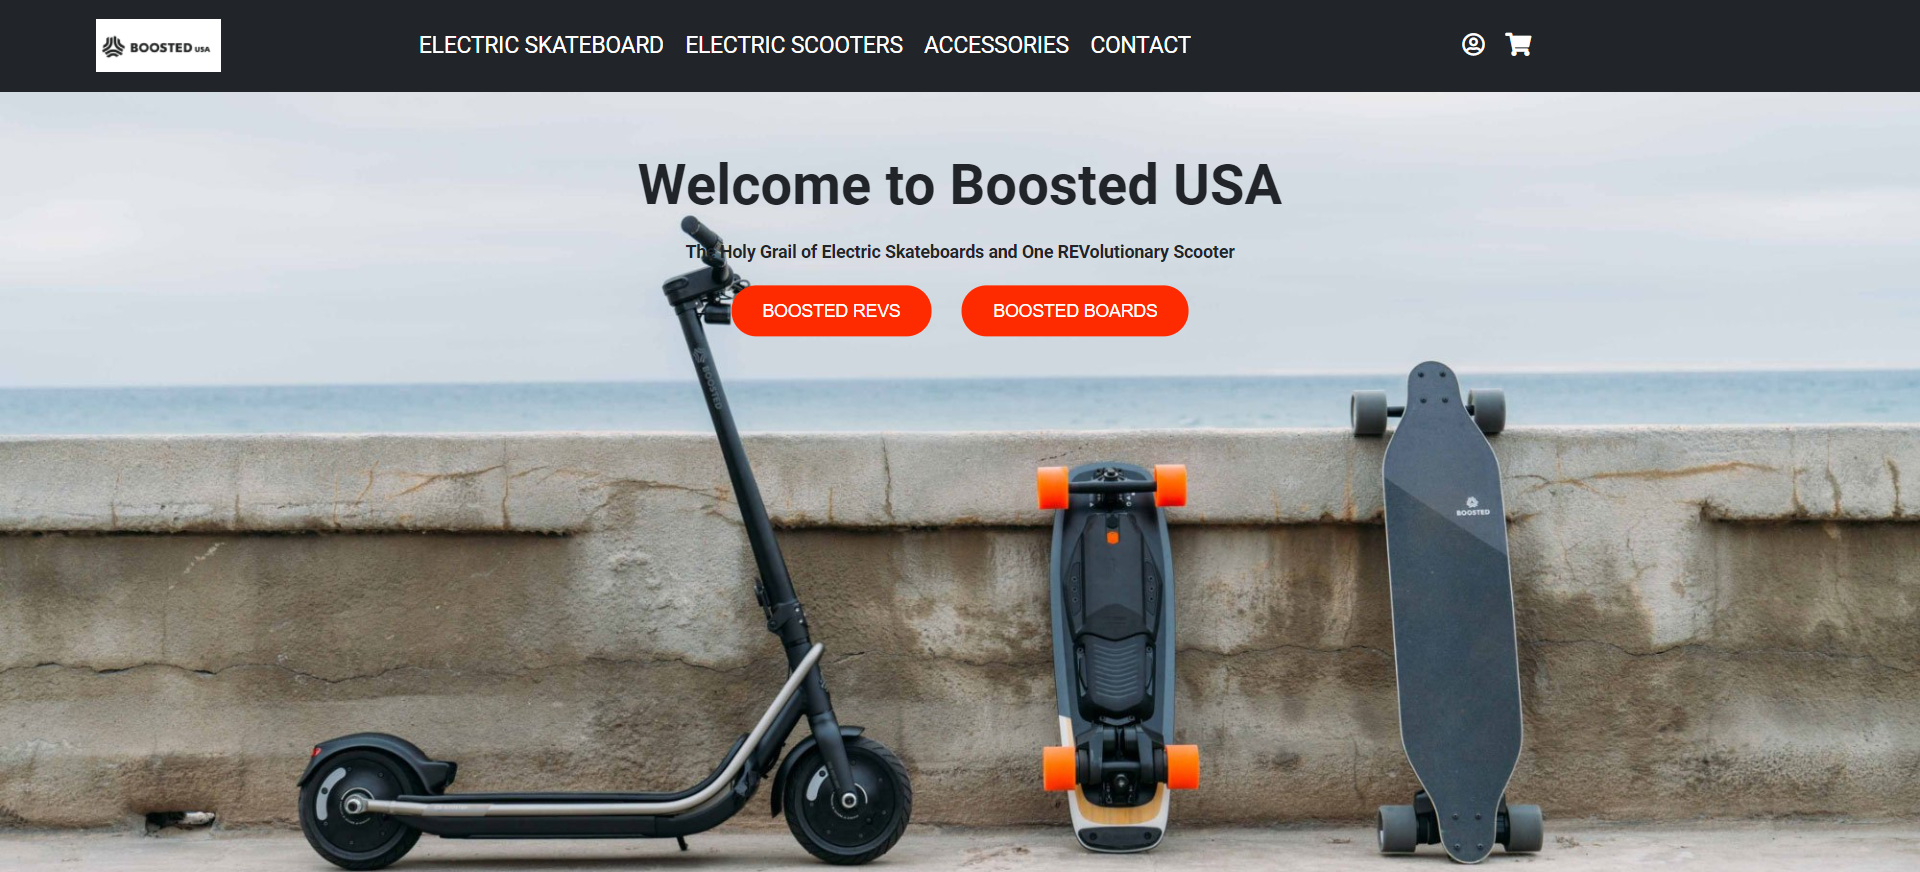 BOOSTED USA
ELECTRIC SKATEBOARD ELECTRIC SCOOTERS ACCESSORIES CONTACT
Welcome to Boosted USA
The Holy Grail of Electric Skateboards and One REVolutionary Scooter
BOOSTED REVS BOOSTED BOARDS
BOOSTED
BOOSTED